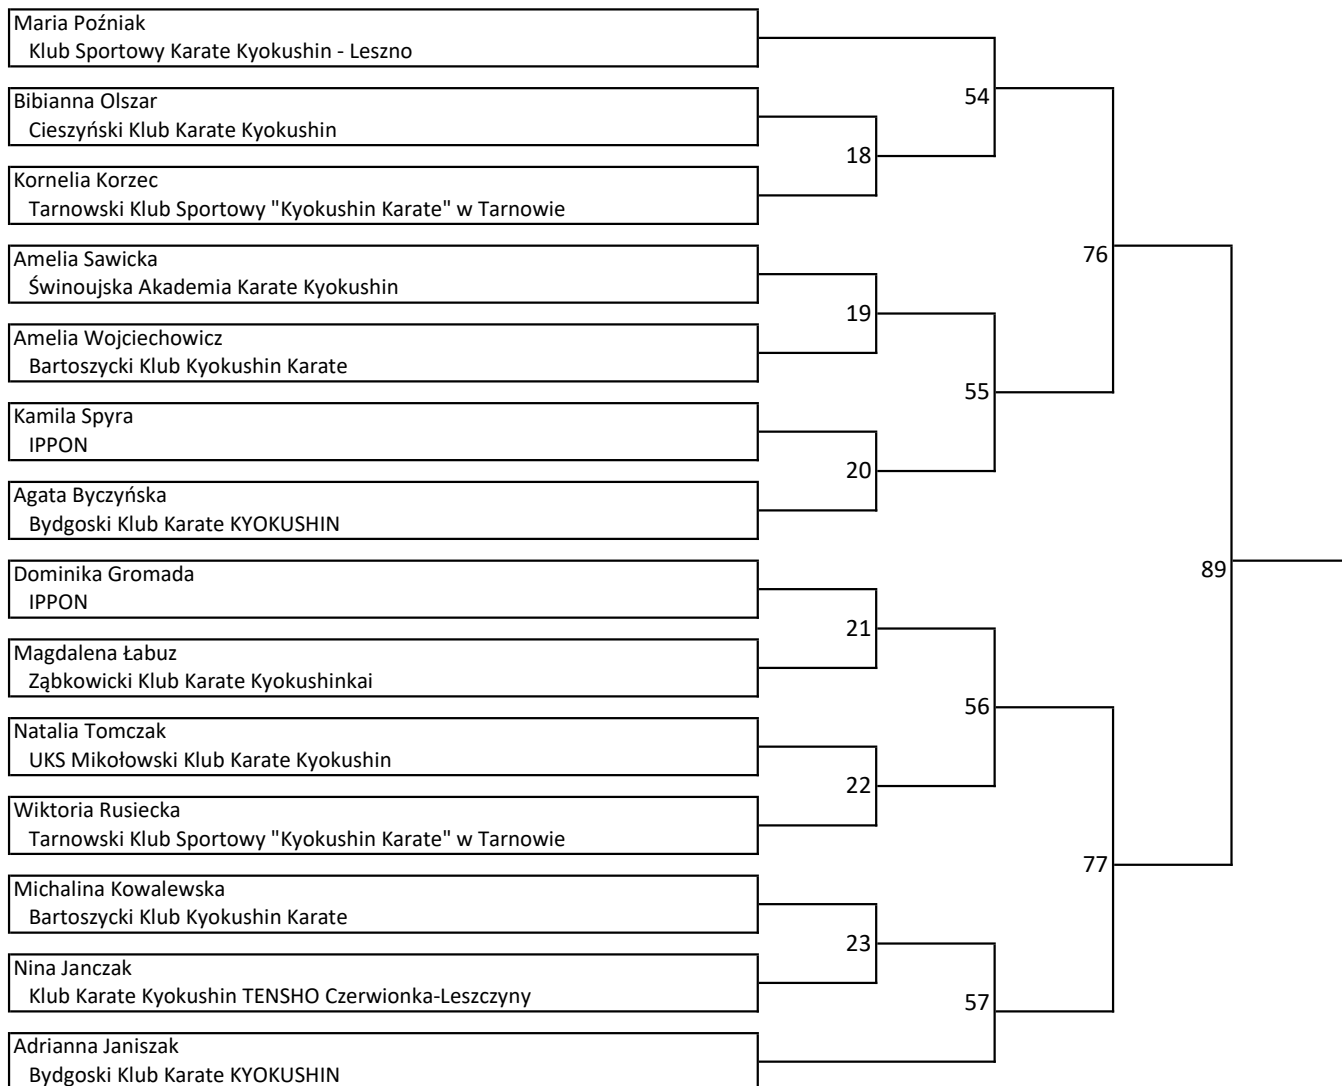 Maria Poźniak
Klub Sportowy Karate Kyokushin - Leszno
54
Bibianna Olszar
Cieszyński Klub Karate Kyokushin
18
Kornelia Korzec
Tarnowski Klub Sportowy "Kyokushin Karate" w Tarnowie
76
Amelia Sawicka
Świnoujska Akademia Karate Kyokushin
19
Amelia Wojciechowicz
Bartoszycki Klub Kyokushin Karate
55
Kamila Spyra
IPPON
20
Agata Byczyńska
Bydgoski Klub Karate KYOKUSHIN
89
Dominika Gromada
IPPON
21
Magdalena Łabuz
Ząbkowicki Klub Karate Kyokushinkai
56
Natalia Tomczak
UKS Mikołowski Klub Karate Kyokushin
22
Wiktoria Rusiecka
Tarnowski Klub Sportowy "Kyokushin Karate" w Tarnowie
77
Michalina Kowalewska
Bartoszycki Klub Kyokushin Karate
23
Nina Janczak
Klub Karate Kyokushin TENSHO Czerwionka-Leszczyny
57
Adrianna Janiszak
Bydgoski Klub Karate KYOKUSHIN